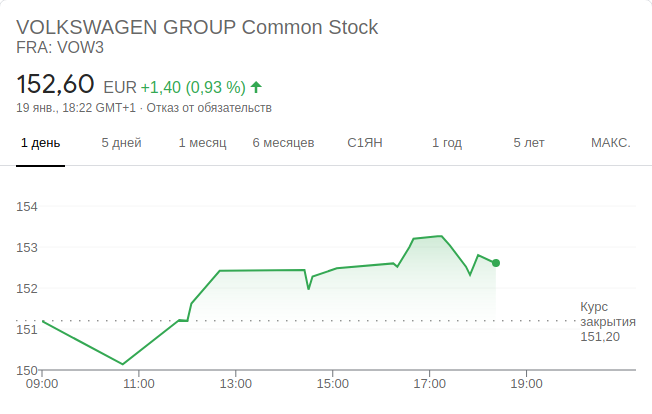 VOLKSWAGEN GROUP Common Stock
FRA: VOW3
152,60 EUR +1,40 (0,93 %)
19 янв., 18:22 GMT+1 · Отказ от обязательств
1 день 5 дней 1 месяц 6 месяцев С1ЯН 1 год 5 лет МАКС.
154
153
152
151
150
Курс
закрытия
151,20
09:00 11:00 13:00 15:00 17:00 19:00